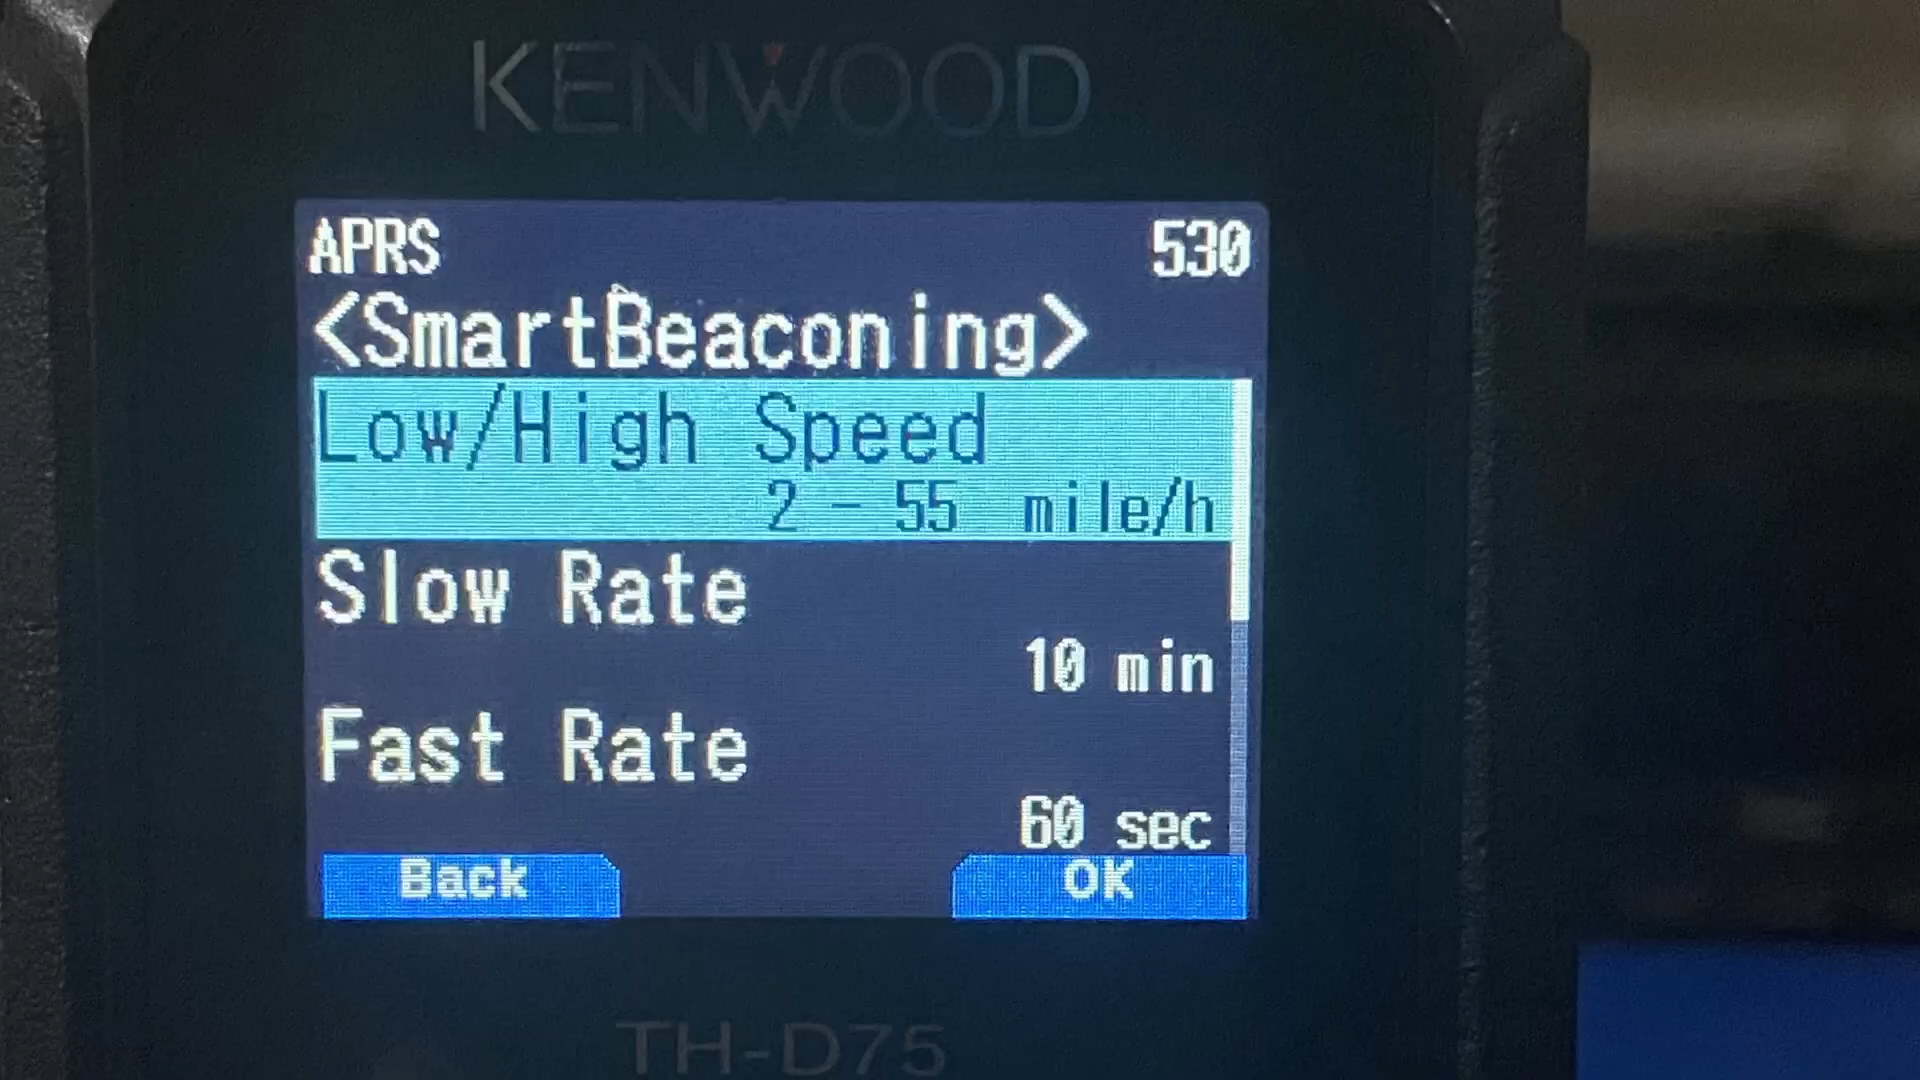 KENWOOD
APRS 530
<SmartBeaconing>
Low/High Speed
2 - 55 mile/h
Slow Rate
10 min
Fast Rate
60 sec
Back OK
TH-D75